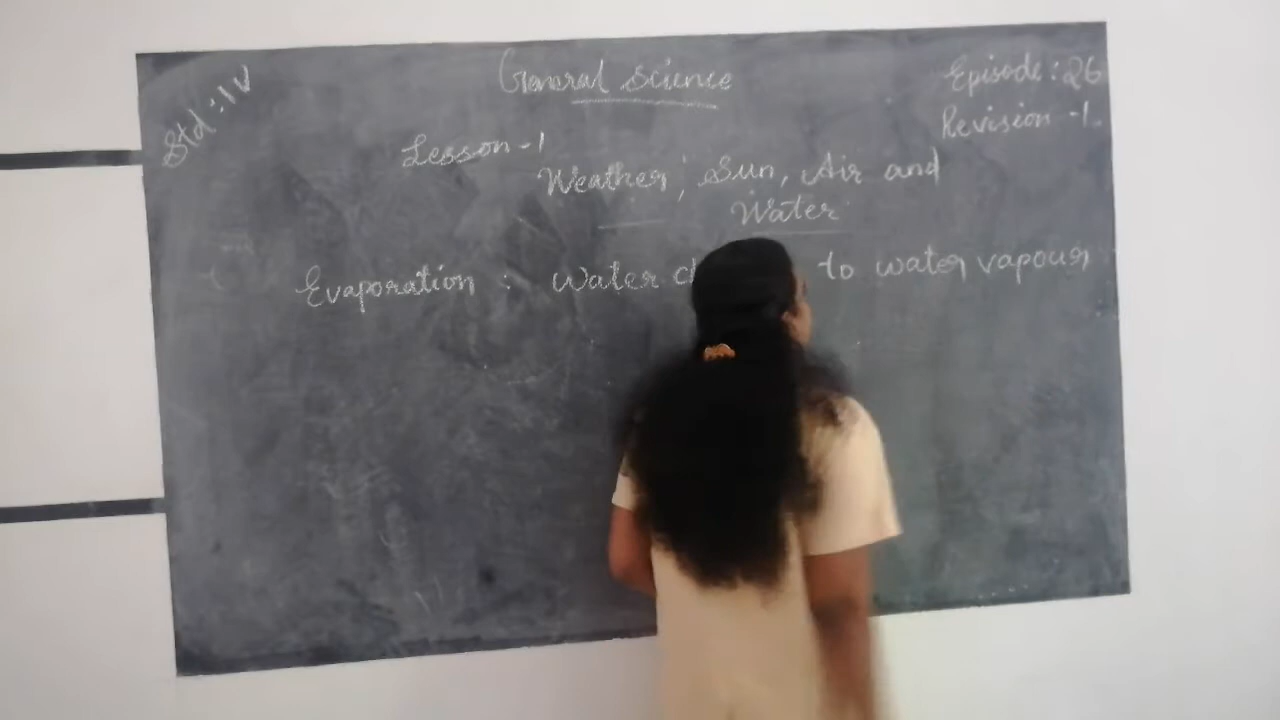 Std : IV
General Science
Episode : 26
Revision - 1
Lesson - 1
Weather, Sun, Air and
Water
Evaporation : Water to water vapour